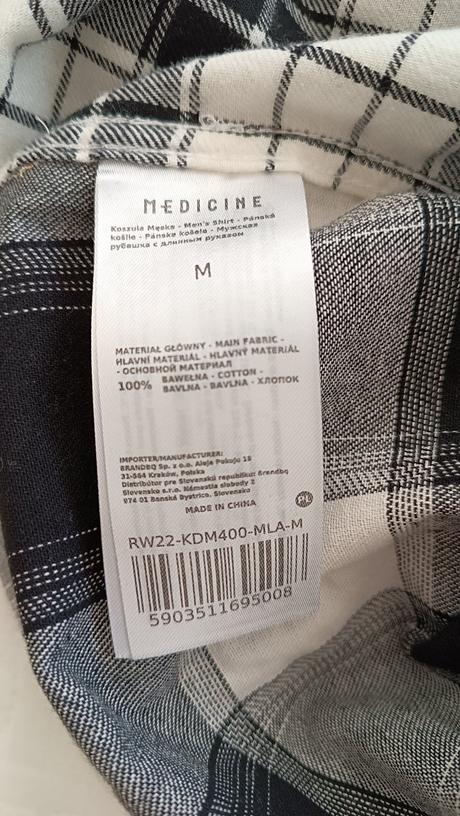 MEDICINE
Koszula Męska - Men's Shirt - Pánská
košile - Pánska košeľa - Мужская
рубашка с длинным рукавом
M
MATERIAŁ GŁÓWNY - MAIN FABRIC -
HLAVNÍ MATERIÁL - HLAVNÝ MATERIÁL
- ОСНОВНОЙ МАТЕРИАЛ
100% BAWEŁNA - COTTON -
BAVLNA - BAVLNA - ХЛОПОК
IMPORTER/MANUFACTURER:
BRANDBQ Sp. z o.o. Aleja Pokoju 18
31-564 Kraków, Polska
Distribútor pre Slovenskú republiku: Brandbq
Slovensko s.r.o. Námestie slobody 2
974 01 Banská Bystrica, Slovensko
PL
MADE IN CHINA
RW22-KDM400-MLA-M
5903511695008